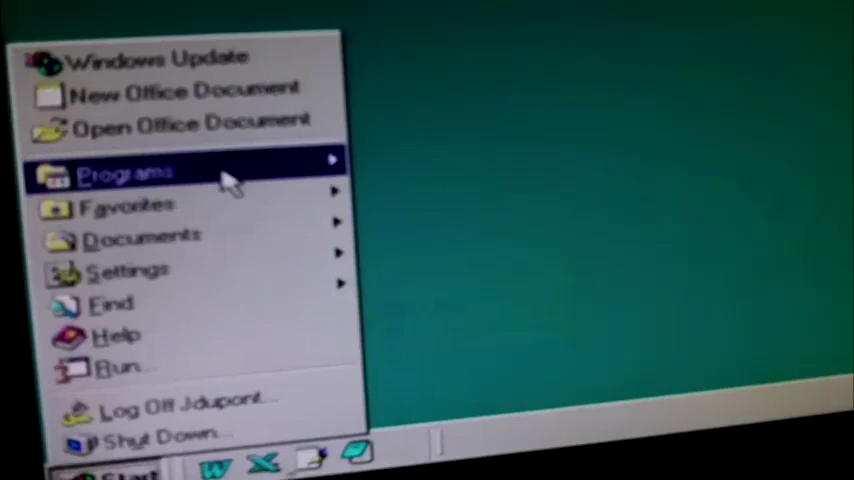 Windows Update
New Office Document
Open Office Document
Programs
Favorites
Documents
Settings
Find
Help
Run...
Log Off Jdupont...
Shut Down...
Start